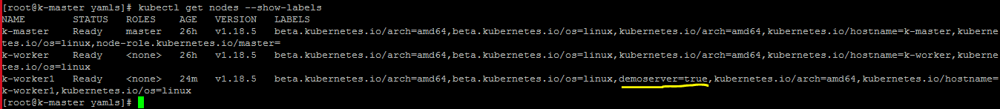 [root@k-master yamls]# kubectl get nodes --show-labels
NAME STATUS ROLES AGE VERSION LABELS
k-master Ready master 26h v1.18.5 beta.kubernetes.io/arch=amd64,beta.kubernetes.io/os=linux,kubernetes.io/arch=amd64,kubernetes.io/hostname=k-master,kuberne
tes.io/os=linux,node-role.kubernetes.io/master=
k-worker Ready <none> 26h v1.18.5 beta.kubernetes.io/arch=amd64,beta.kubernetes.io/os=linux,kubernetes.io/arch=amd64,kubernetes.io/hostname=k-worker,kuberne
tes.io/os=linux
k-worker1 Ready <none> 24m v1.18.5 beta.kubernetes.io/arch=amd64,beta.kubernetes.io/os=linux,demoserver=true,kubernetes.io/arch=amd64,kubernetes.io/hostname=
k-worker1,kubernetes.io/os=linux
[root@k-master yamls]#